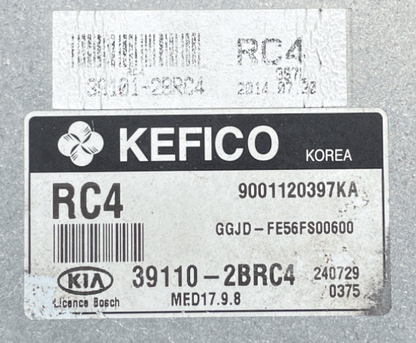 RC4
39101-2BRC4
2014.07.30
KEFICO KOREA
RC4
9001120397KA
GGJD-FE56FS00600
KIA 39110-2BRC4 240729
Licence Bosch MED17.9.8 0375